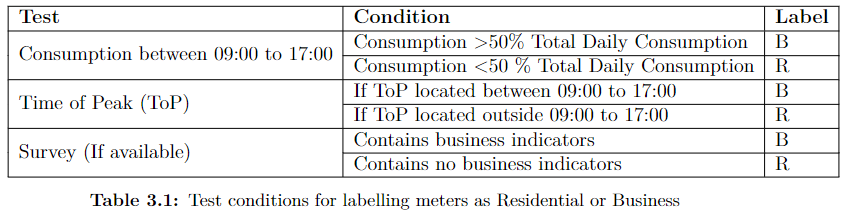 Test Condition Label
Consumption between 09:00 to 17:00 Consumption >50% Total Daily Consumption B
Consumption <50 % Total Daily Consumption R
Time of Peak (ToP) If ToP located between 09:00 to 17:00 B
If ToP located outside 09:00 to 17:00 R
Survey (If available) Contains business indicators B
Contains no business indicators R
Table 3.1: Test conditions for labelling meters as Residential or Business